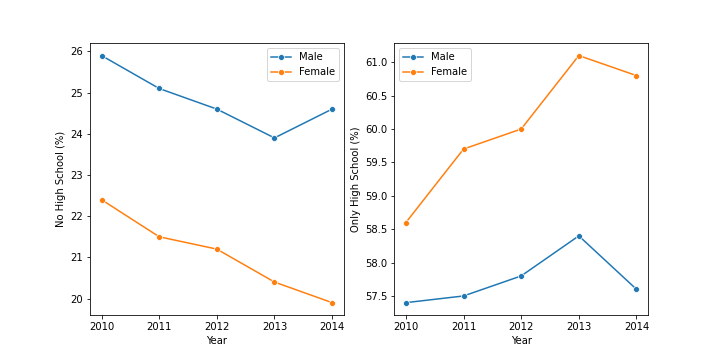 26
25
24
23
22
21
20
No High School (%)
Male
Female
2010 2011 2012 2013 2014
Year
61.0
60.5
60.0
59.5
59.0
58.5
58.0
57.5
Only High School (%)
Male
Female
2010 2011 2012 2013 2014
Year